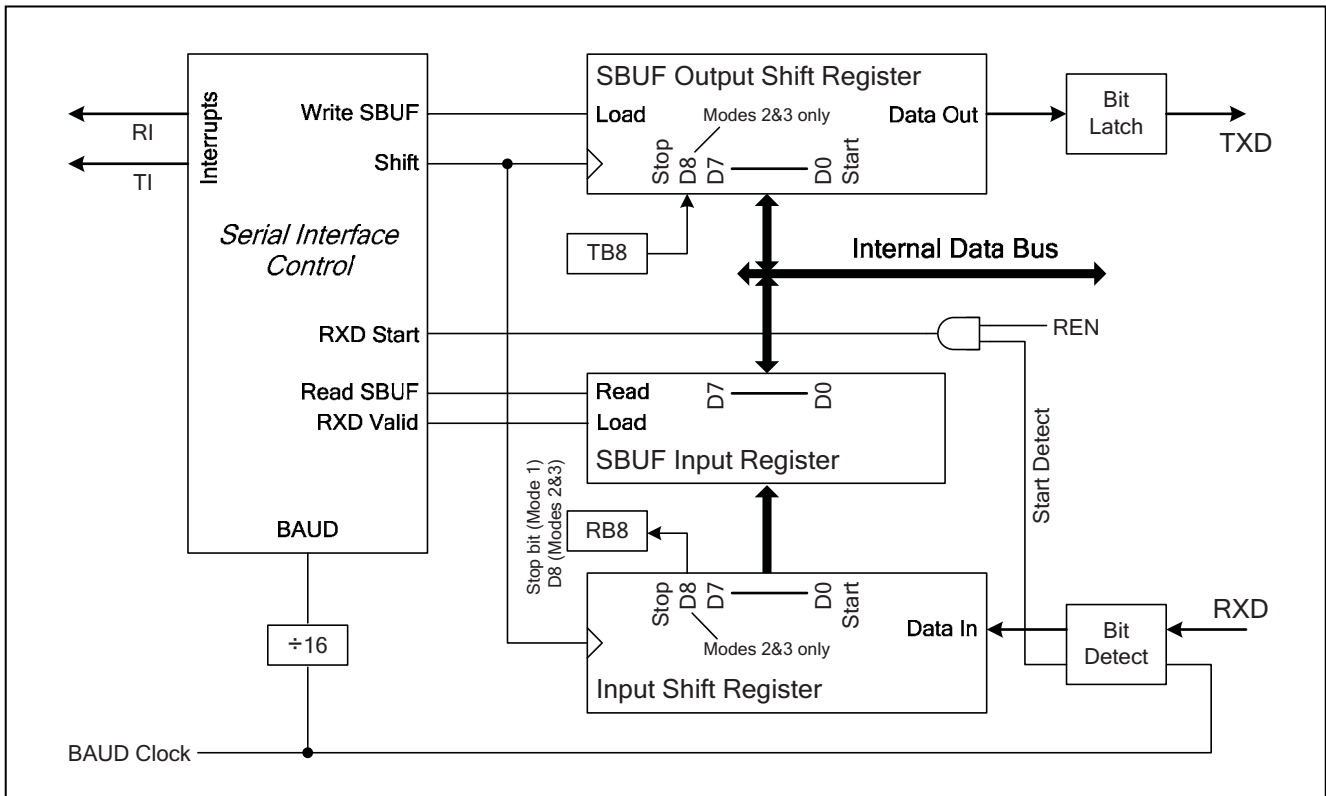 SBUF Output Shift Register
Interrupts
RI
TI
Write SBUF
Shift
Load
Modes 2&3 only
Data Out
Bit
Latch
TXD
Stop
D8
D7
D0
Start
Serial Interface
Control
TB8
Internal Data Bus
RXD Start
REN
Read SBUF
RXD Valid
Read
Load
D7
D0
SBUF Input Register
Start Detect
Stop bit (Mode 1)
D8 (Modes 2&3)
BAUD
RB8
Stop
D8
D7
D0
Start
Data In
Modes 2&3 only
Input Shift Register
Bit
Detect
RXD
÷16
BAUD Clock